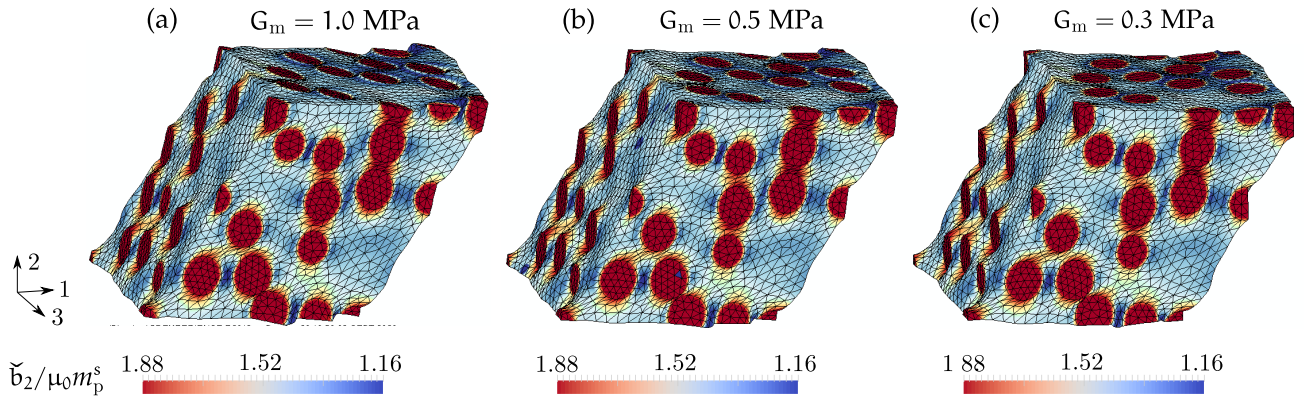 (a) G_m = 1.0 MPa
(b) G_m = 0.5 MPa
(c) G_m = 0.3 MPa
2
1
3
b̆₂/μ₀mₚˢ
1.88 1.52 1.16
1.88 1.52 1.16
1 88 1.52 1.16